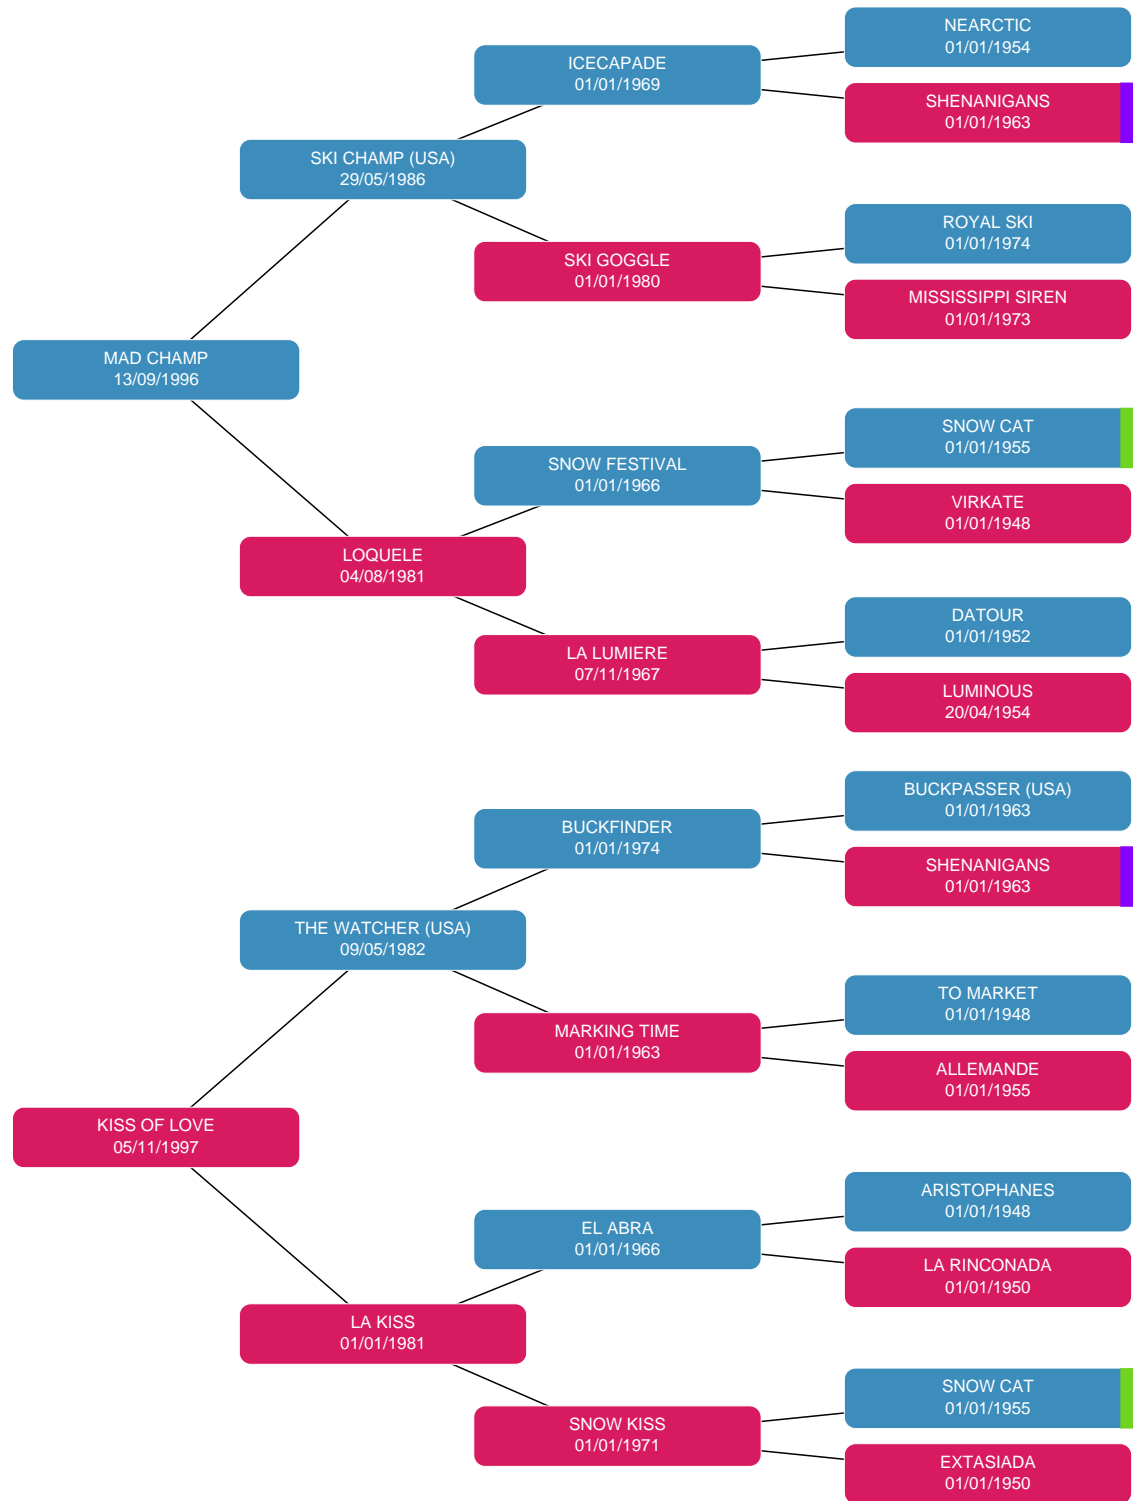 NEARCTIC
01/01/1954
ICECAPADE
01/01/1969
SHENANIGANS
01/01/1963
SKI CHAMP (USA)
29/05/1986
ROYAL SKI
01/01/1974
SKI GOGGLE
01/01/1980
MISSISSIPPI SIREN
01/01/1973
MAD CHAMP
13/09/1996
SNOW CAT
01/01/1955
SNOW FESTIVAL
01/01/1966
VIRKATE
01/01/1948
LOQUELE
04/08/1981
DATOUR
01/01/1952
LA LUMIERE
07/11/1967
LUMINOUS
20/04/1954
BUCKPASSER (USA)
01/01/1963
BUCKFINDER
01/01/1974
SHENANIGANS
01/01/1963
THE WATCHER (USA)
09/05/1982
TO MARKET
01/01/1948
MARKING TIME
01/01/1963
ALLEMANDE
01/01/1955
KISS OF LOVE
05/11/1997
ARISTOPHANES
01/01/1948
EL ABRA
01/01/1966
LA RINCONADA
01/01/1950
LA KISS
01/01/1981
SNOW CAT
01/01/1955
SNOW KISS
01/01/1971
EXTASIADA
01/01/1950